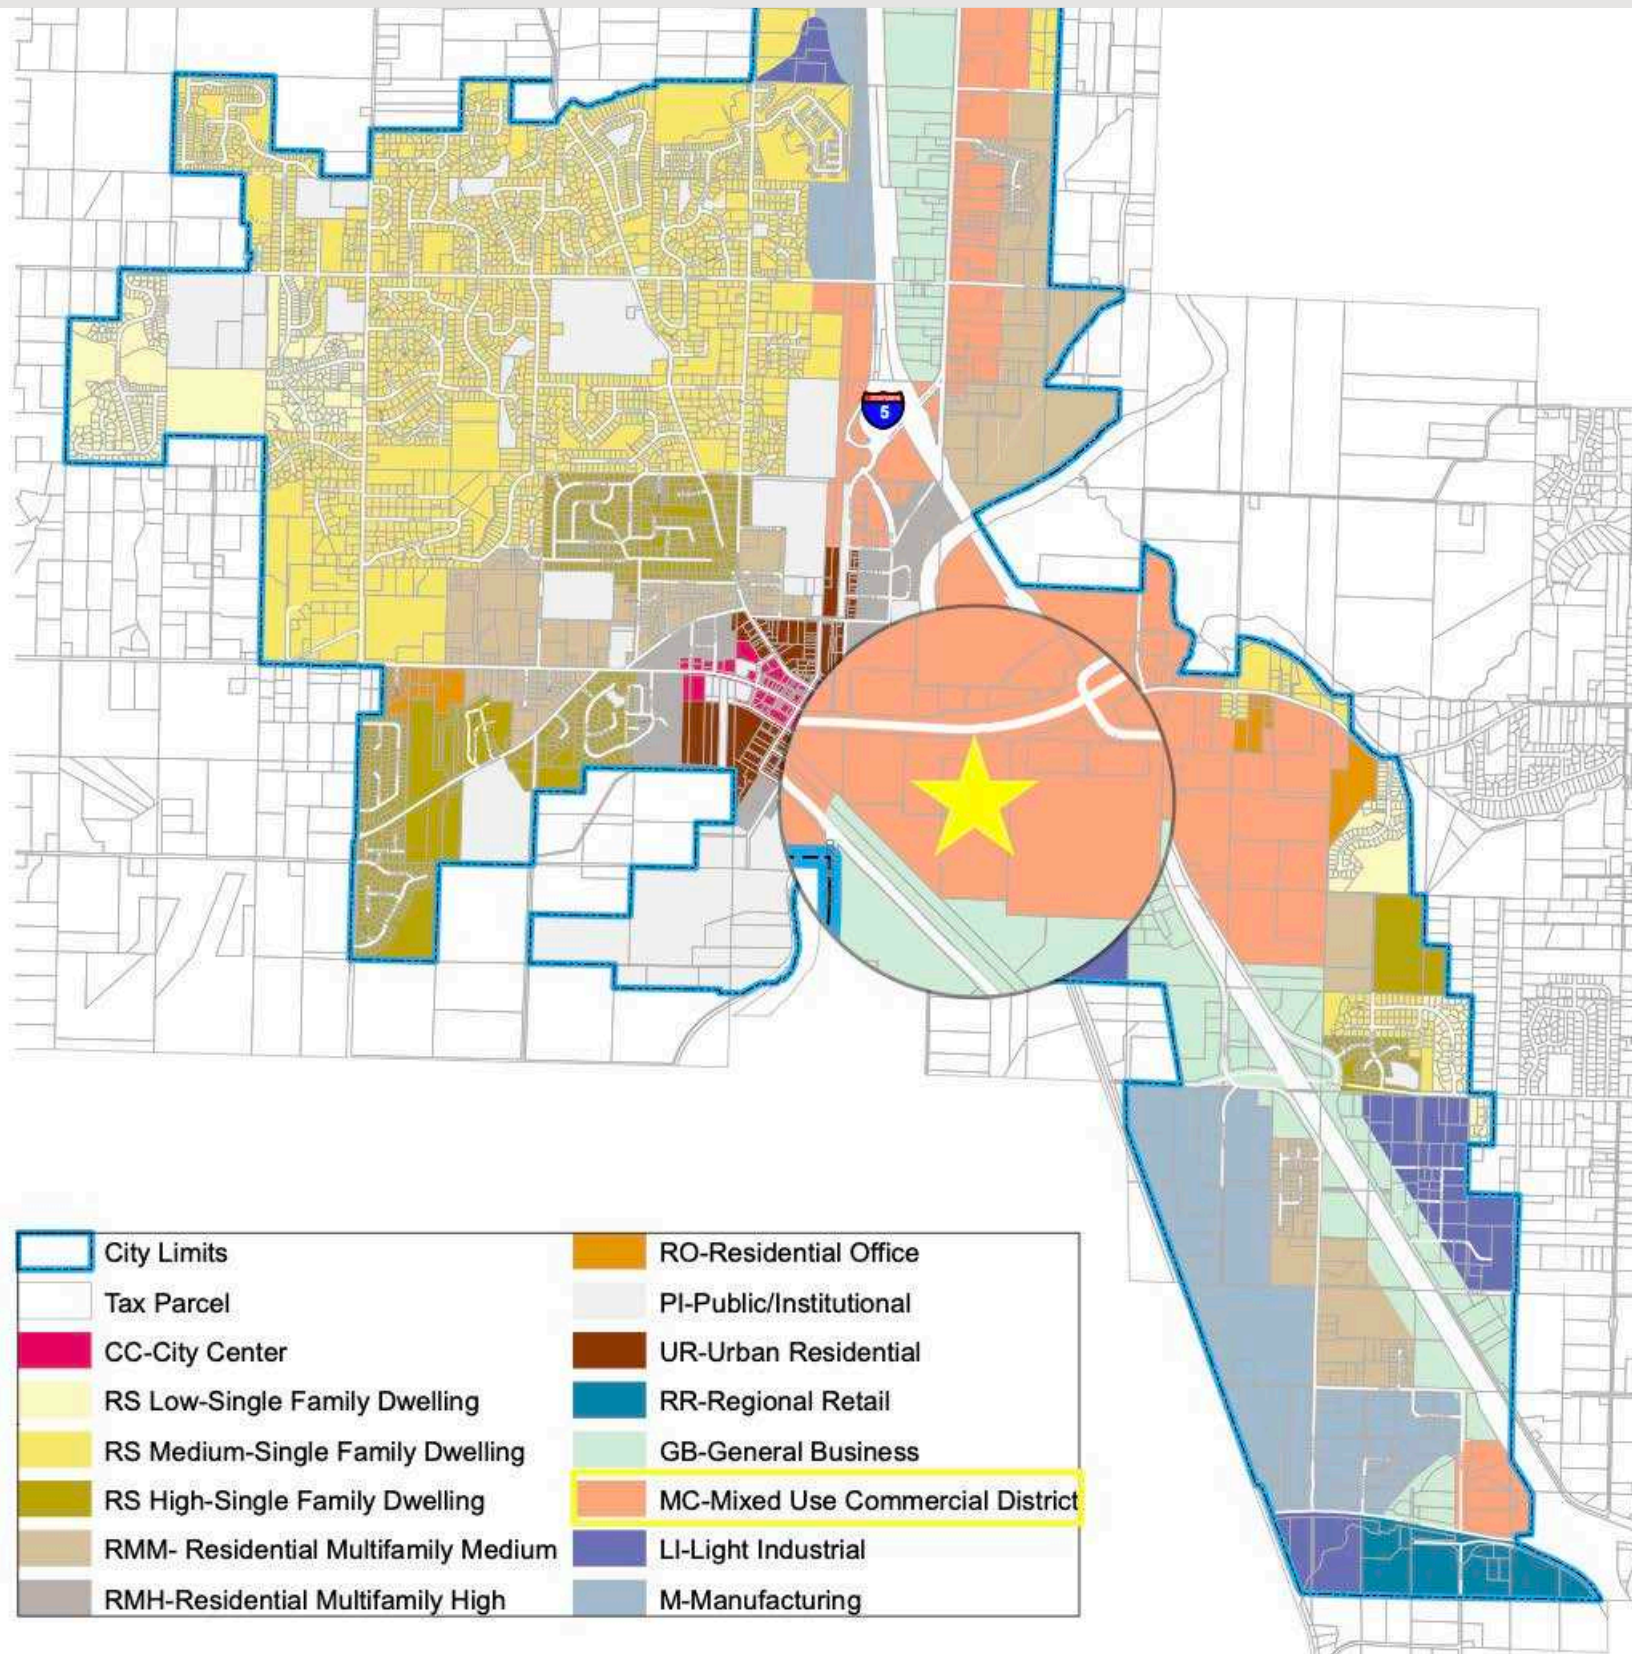 5
City Limits
Tax Parcel
CC-City Center
RS Low-Single Family Dwelling
RS Medium-Single Family Dwelling
RS High-Single Family Dwelling
RMM- Residential Multifamily Medium
RMH-Residential Multifamily High
RO-Residential Office
PI-Public/Institutional
UR-Urban Residential
RR-Regional Retail
GB-General Business
MC-Mixed Use Commercial District
LI-Light Industrial
M-Manufacturing